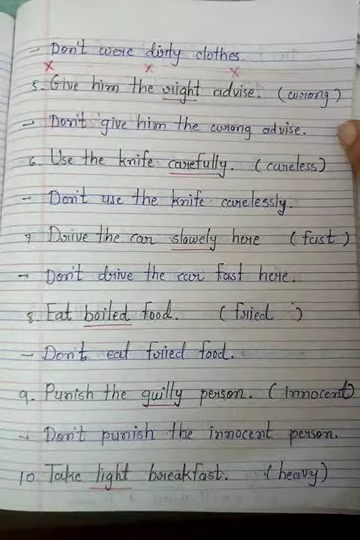 - Don't were dirty clothes.
x x x
5. Give him the right advise. (wrong)
- Don't give him the wrong advise.
6. Use the knife carefully. (careless)
- Don't use the knife carelessly.
7. Drive the car slowely here (fast)
- Don't drive the car fast here.
8. Eat boiled food. (fried)
- Don't eat fried food.
9. Punish the guilly person. (Innocent)
- Don't punish the innocent person.
10. Take light breakfast. (heavy)